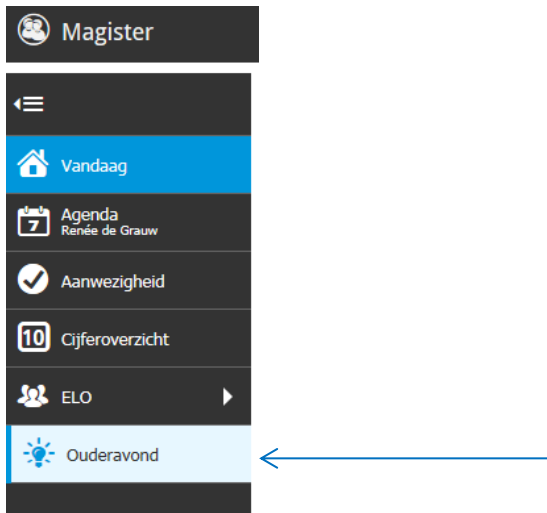 Magister
Vandaag
7
Agenda
Renée de Grauw
Aanwezigheid
10
Cijferoverzicht
ELO
Ouderavond